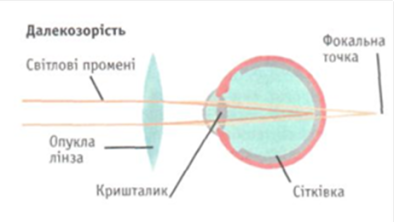 Далекозорість
Світлові промені
Фокальна
точка
Опукла
лінза
Кришталик
Сітківка